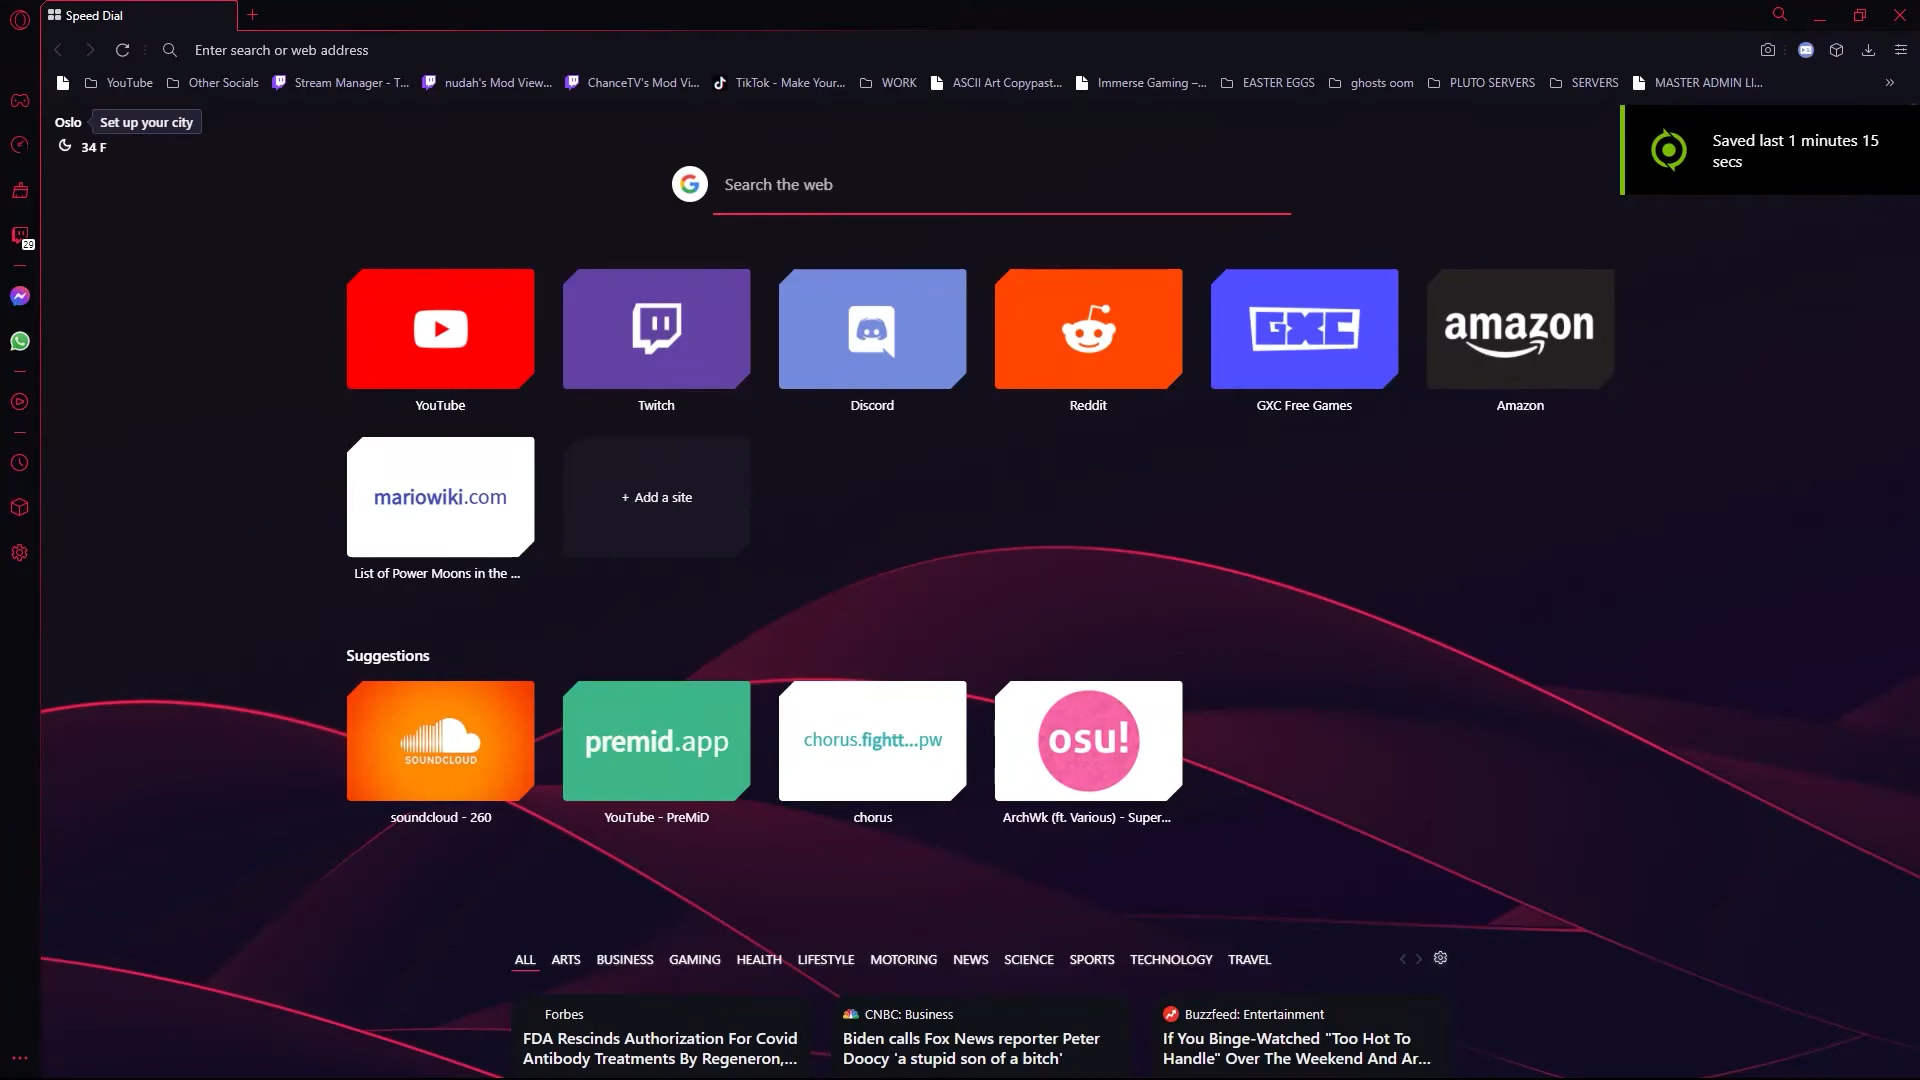 Speed Dial
Enter search or web address
YouTube
Other Socials
Stream Manager - T...
nudah's Mod View...
ChanceTV's Mod Vi...
TikTok - Make Your...
WORK
ASCII Art Copypast...
Immerse Gaming –...
EASTER EGGS
ghosts oom
PLUTO SERVERS
SERVERS
MASTER ADMIN LI...
Oslo
Set up your city
34 F
Saved last 1 minutes 15
secs
Search the web
29
GXC
amazon
YouTube
Twitch
Discord
Reddit
GXC Free Games
Amazon
mariowiki.com
+ Add a site
List of Power Moons in the ...
Suggestions
SOUNDCLOUD
premid.app
chorus.fightt...pw
osu!
soundcloud - 260
YouTube - PreMiD
chorus
ArchWk (ft. Various) - Super...
ALL ARTS BUSINESS GAMING HEALTH LIFESTYLE MOTORING NEWS SCIENCE SPORTS TECHNOLOGY TRAVEL
Forbes
FDA Rescinds Authorization For Covid
Antibody Treatments By Regeneron,...
CNBC: Business
Biden calls Fox News reporter Peter
Doocy 'a stupid son of a bitch'
Buzzfeed: Entertainment
If You Binge-Watched "Too Hot To
Handle" Over The Weekend And Ar...